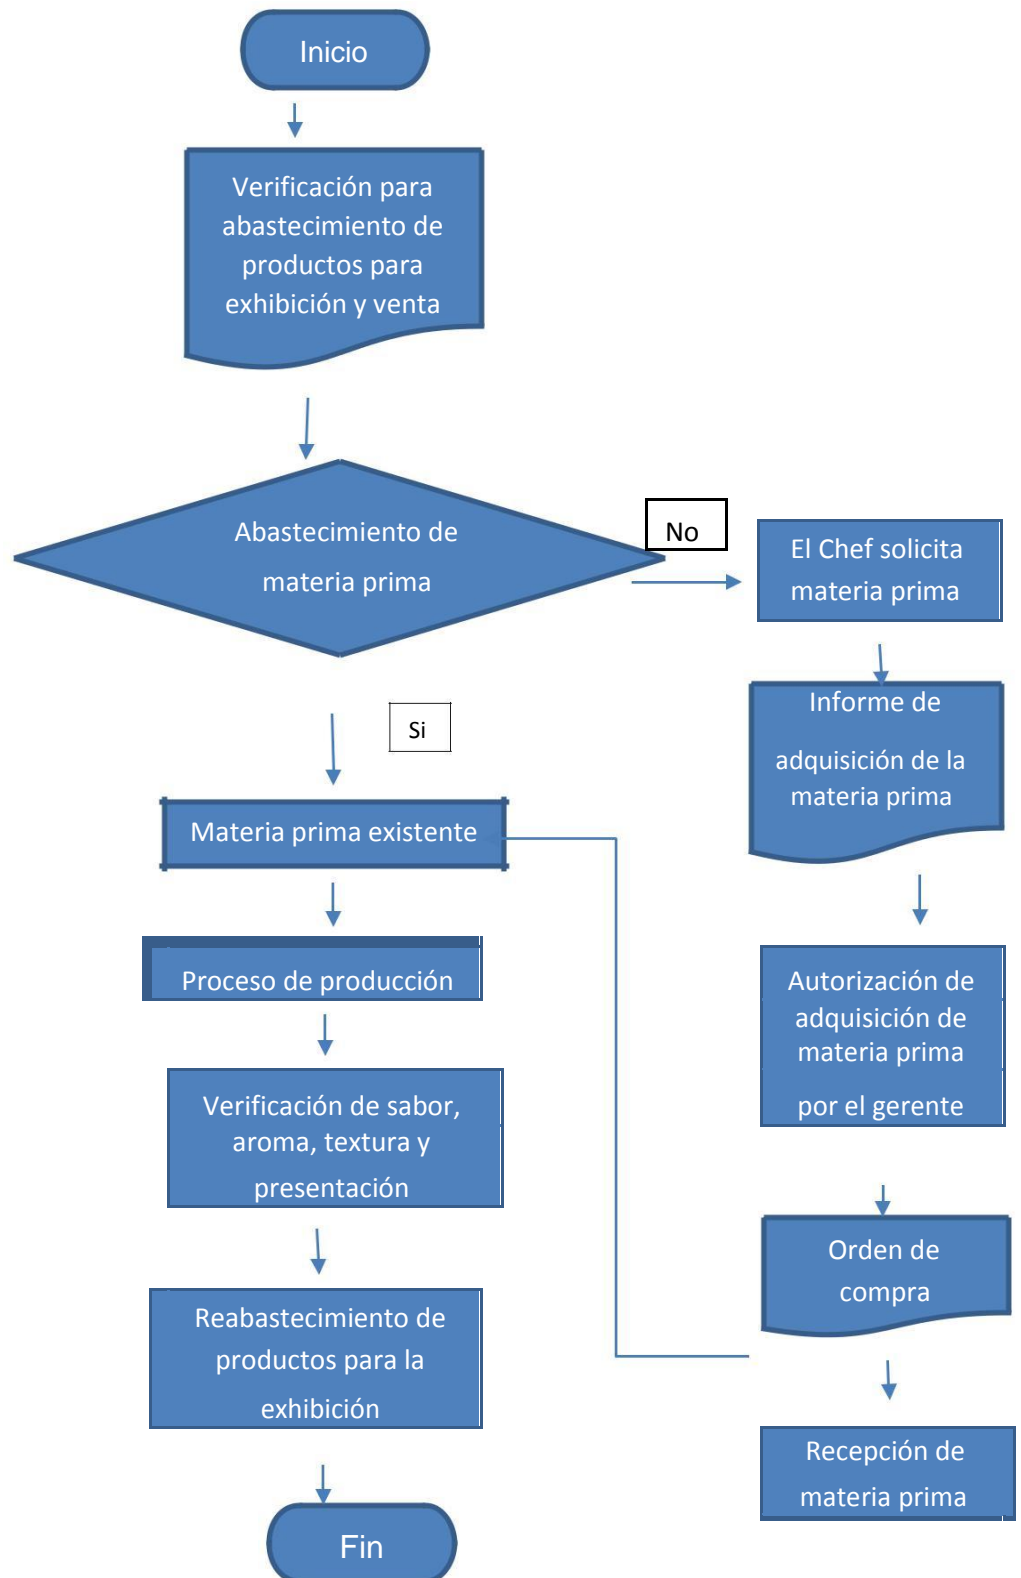 Inicio
Verificación para
abastecimiento de
productos para
exhibición y venta
Abastecimiento de
materia prima
No
El Chef solicita
materia prima
Informe de
adquisición de la
materia prima
Si
Materia prima existente
Proceso de producción
Autorización de
adquisición de
materia prima
por el gerente
Verificación de sabor,
aroma, textura y
presentación
Orden de
compra
Reabastecimiento de
productos para la
exhibición
Recepción de
materia prima
Fin